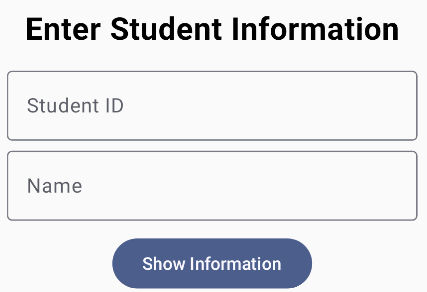 Enter Student Information
Student ID
Name
Show Information